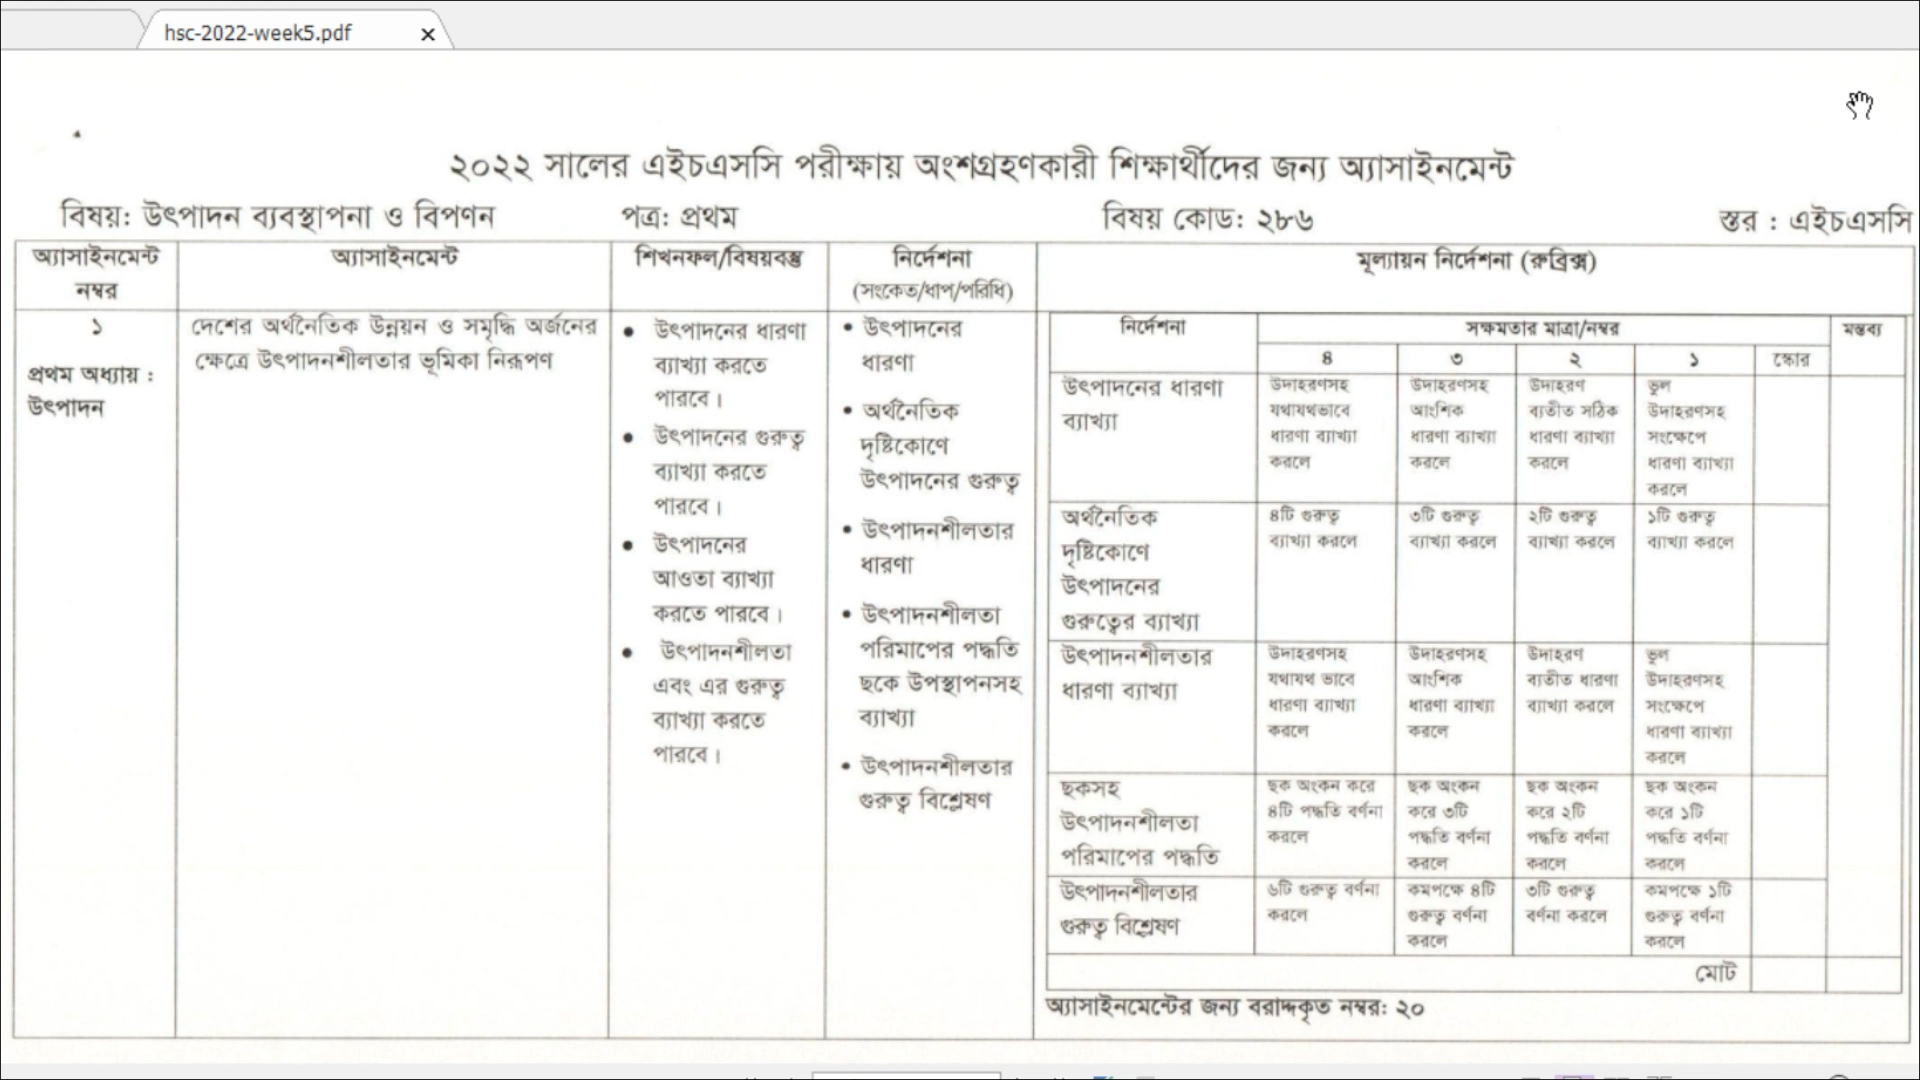 hsc-2022-week5.pdf
২০২২ সালের এইচএসসি পরীক্ষায় অংশগ্রহণকারী শিক্ষার্থীদের জন্য অ্যাসাইনমেন্ট
বিষয়: উৎপাদন ব্যবস্থাপনা ও বিপণন পত্র: প্রথম বিষয় কোড: ২৮৬ স্তর : এইচএসসি
অ্যাসাইনমেন্ট
নম্বর
অ্যাসাইনমেন্ট
শিখনফল/বিষয়বস্তু
নির্দেশনা
(সংকেত/ধাপ/পরিধি)
মূল্যায়ন নির্দেশনা (রুব্রিক্স)
১
প্রথম অধ্যায় :
উৎপাদন
দেশের অর্থনৈতিক উন্নয়ন ও সমৃদ্ধি অর্জনের
ক্ষেত্রে উৎপাদনশীলতার ভূমিকা নিরূপণ
• উৎপাদনের ধারণা
ব্যাখ্যা করতে
পারবে।
• উৎপাদনের গুরুত্ব
ব্যাখ্যা করতে
পারবে।
• উৎপাদনের
আওতা ব্যাখ্যা
করতে পারবে।
• উৎপাদনশীলতা
এবং এর গুরুত্ব
ব্যাখ্যা করতে
পারবে।
• উৎপাদনের
ধারণা
• অর্থনৈতিক
দৃষ্টিকোণে
উৎপাদনের গুরুত্ব
• উৎপাদনশীলতার
ধারণা
• উৎপাদনশীলতা
পরিমাপের পদ্ধতি
ছকে উপস্থাপনসহ
ব্যাখ্যা
• উৎপাদনশীলতার
গুরুত্ব বিশ্লেষণ
নির্দেশনা
সক্ষমতার মাত্রা/নম্বর
মন্তব্য
৪ ৩ ২ ১ স্কোর
উৎপাদনের ধারণা
ব্যাখ্যা
উদাহরণসহ
যথাযথভাবে
ধারণা ব্যাখ্যা
করলে
উদাহরণসহ
আংশিক
ধারণা ব্যাখ্যা
করলে
উদাহরণ
ব্যতীত সঠিক
ধারণা ব্যাখ্যা
করলে
ভুল
উদাহরণসহ
সংক্ষেপে
ধারণা ব্যাখ্যা
করলে
অর্থনৈতিক
দৃষ্টিকোণে
উৎপাদনের
গুরুত্বের ব্যাখ্যা
৪টি গুরুত্ব
ব্যাখ্যা করলে
৩টি গুরুত্ব
ব্যাখ্যা করলে
২টি গুরুত্ব
ব্যাখ্যা করলে
১টি গুরুত্ব
ব্যাখ্যা করলে
উৎপাদনশীলতার
ধারণা ব্যাখ্যা
উদাহরণসহ
যথাযথ ভাবে
ধারণা ব্যাখ্যা
করলে
উদাহরণসহ
আংশিক
ধারণা ব্যাখ্যা
করলে
উদাহরণ
ব্যতীত ধারণা
ব্যাখ্যা করলে
ভুল
উদাহরণসহ
সংক্ষেপে
ধারণা ব্যাখ্যা
করলে
ছকসহ
উৎপাদনশীলতা
পরিমাপের পদ্ধতি
ছক অংকন করে
৪টি পদ্ধতি বর্ণনা
করলে
ছক অংকন
করে ৩টি
পদ্ধতি বর্ণনা
করলে
ছক অংকন
করে ২টি
পদ্ধতি বর্ণনা
করলে
ছক অংকন
করে ১টি
পদ্ধতি বর্ণনা
করলে
উৎপাদনশীলতার
গুরুত্ব বিশ্লেষণ
৬টি গুরুত্ব বর্ণনা
করলে
কমপক্ষে ৪টি
গুরুত্ব বর্ণনা
করলে
৩টি গুরুত্ব
বর্ণনা করলে
কমপক্ষে ১টি
গুরুত্ব বর্ণনা
করলে
মোট
অ্যাসাইনমেন্টের জন্য বরাদ্দকৃত নম্বর: ২০